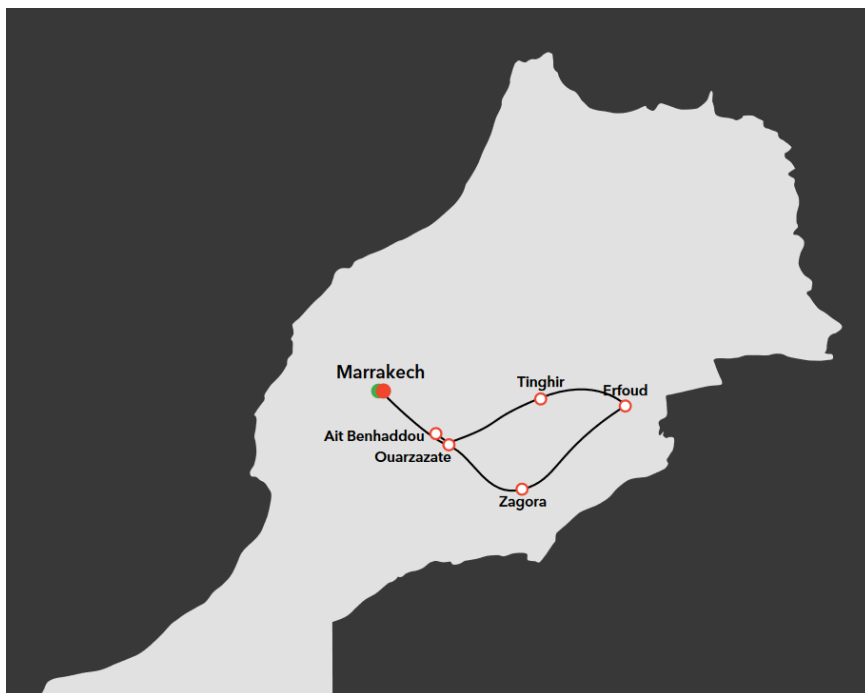 Marrakech
Tinghir
Erfoud
Ait Benhaddou
Ouarzazate
Zagora